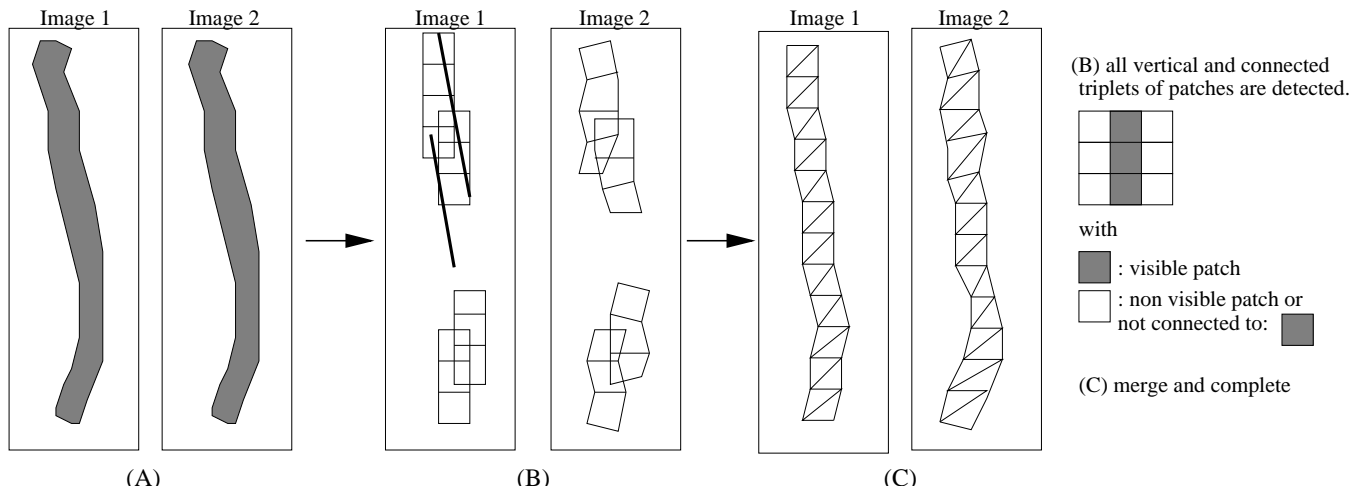 Image 1
Image 2
Image 1
Image 2
Image 1
Image 2
(B) all vertical and connected
triplets of patches are detected.
with
: visible patch
: non visible patch or
not connected to:
(C) merge and complete
(A)
(B)
(C)